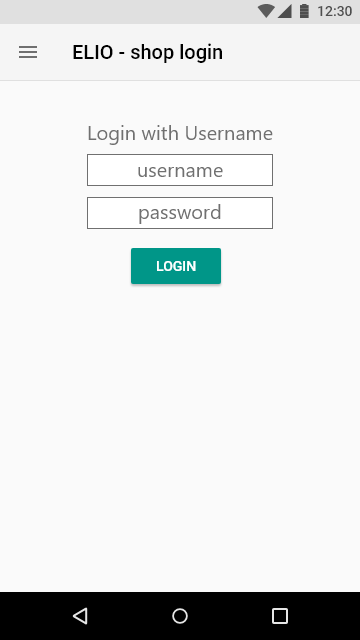 12:30
ELIO - shop login
Login with Username
username
password
LOGIN